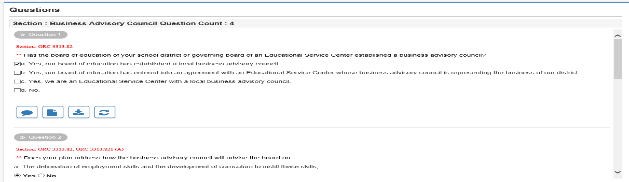 Questions
Section : Business Advisory Council Question Count : 4
Question 1
Section: ORC 3313.82
** Has the board of education of your school district or governing board of an Educational Service Center established a business advisory council?
a. Yes, our board of education has established a local business advisory council.
b. Yes, our board of education has entered into an agreement with an Educational Service Center whose business advisory council is representing the business of our district.
c. Yes, we are an Educational Service Center with a local business advisory council.
d. No.
Question 2
Section: ORC 3313.82, ORC 3313.821 (A)
** Does your plan address how the business advisory council will advise the board on:
a. The delineation of employment skills and the development of curriculum to instill these skills;
Yes No